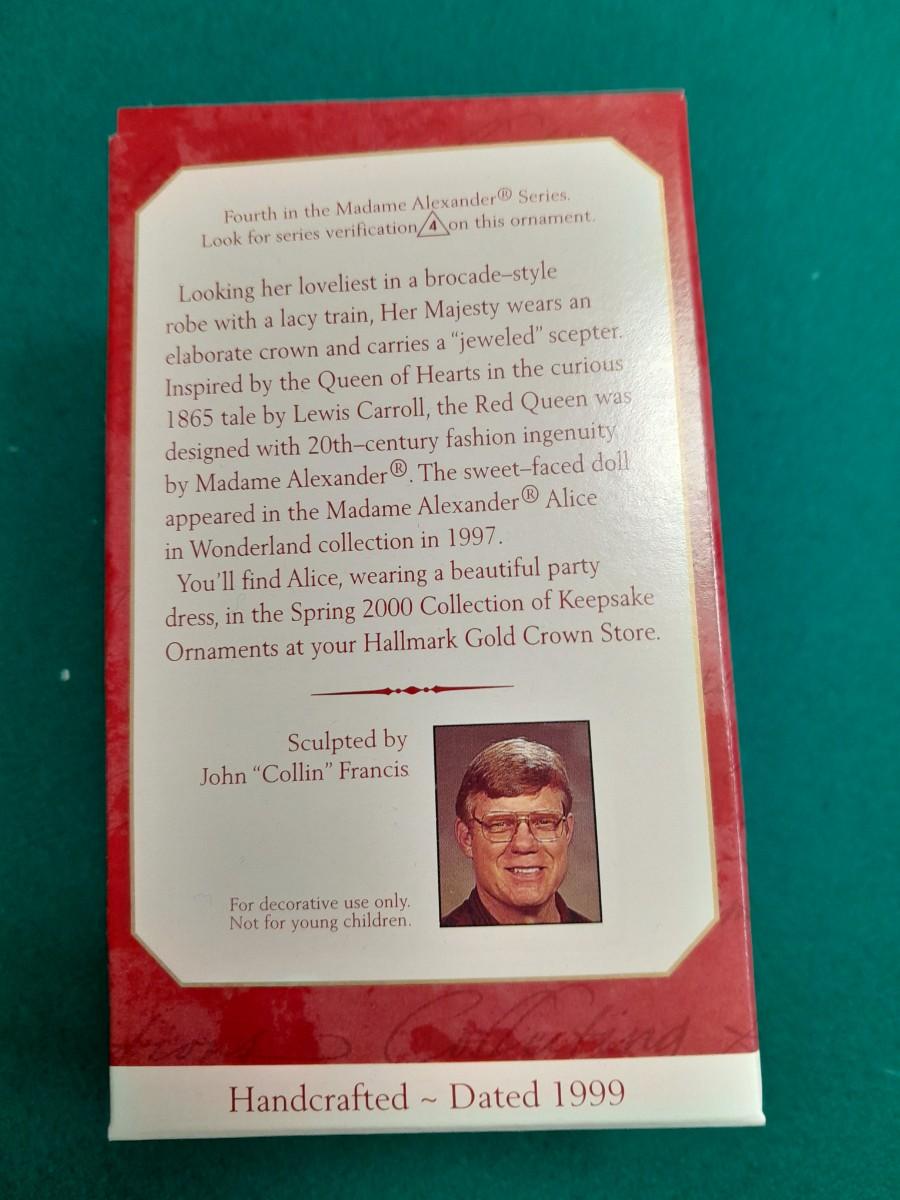 Fourth in the Madame Alexander® Series.
Look for series verification 4 on this ornament.
Looking her loveliest in a brocade–style
robe with a lacy train, Her Majesty wears an
elaborate crown and carries a “jeweled” scepter.
Inspired by the Queen of Hearts in the curious
1865 tale by Lewis Carroll, the Red Queen was
designed with 20th–century fashion ingenuity
by Madame Alexander®. The sweet–faced doll
appeared in the Madame Alexander® Alice
in Wonderland collection in 1997.
You’ll find Alice, wearing a beautiful party
dress, in the Spring 2000 Collection of Keepsake
Ornaments at your Hallmark Gold Crown Store.
Sculpted by
John “Collin” Francis
For decorative use only.
Not for young children.
Collecting
Handcrafted ~ Dated 1999